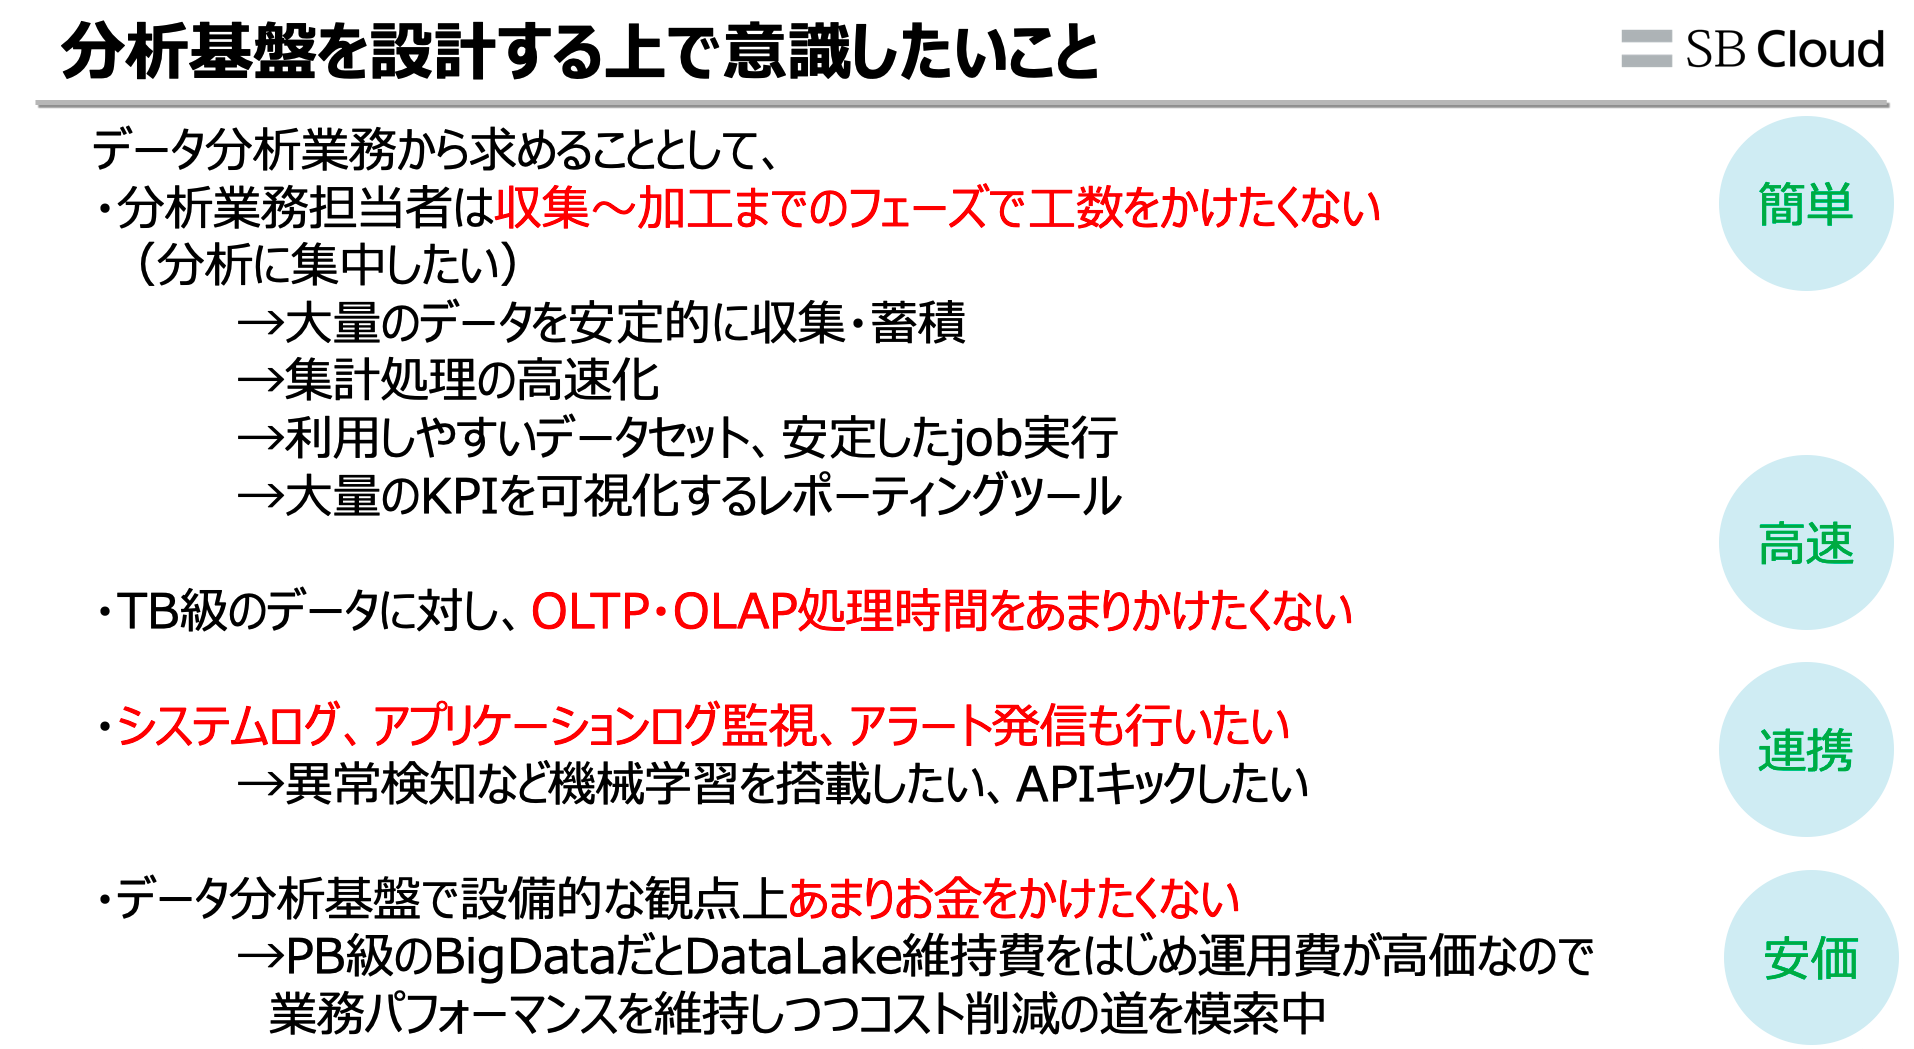 分析基盤を設計する上で意識したいこと
SB Cloud
データ分析業務から求めることとして、
・分析業務担当者は収集～加工までのフェーズで工数をかけたくない
（分析に集中したい）
→大量のデータを安定的に収集・蓄積
→集計処理の高速化
→利用しやすいデータセット、安定したjob実行
→大量のKPIを可視化するレポーティングツール
簡単
・TB級のデータに対し、OLTP・OLAP処理時間をあまりかけたくない
高速
・システムログ、アプリケーションログ監視、アラート発信も行いたい
→異常検知など機械学習を搭載したい、APIキックしたい
連携
・データ分析基盤で設備的な観点上あまりお金をかけたくない
→PB級のBigDataだとDataLake維持費をはじめ運用費が高価なので
業務パフォーマンスを維持しつつコスト削減の道を模索中
安価